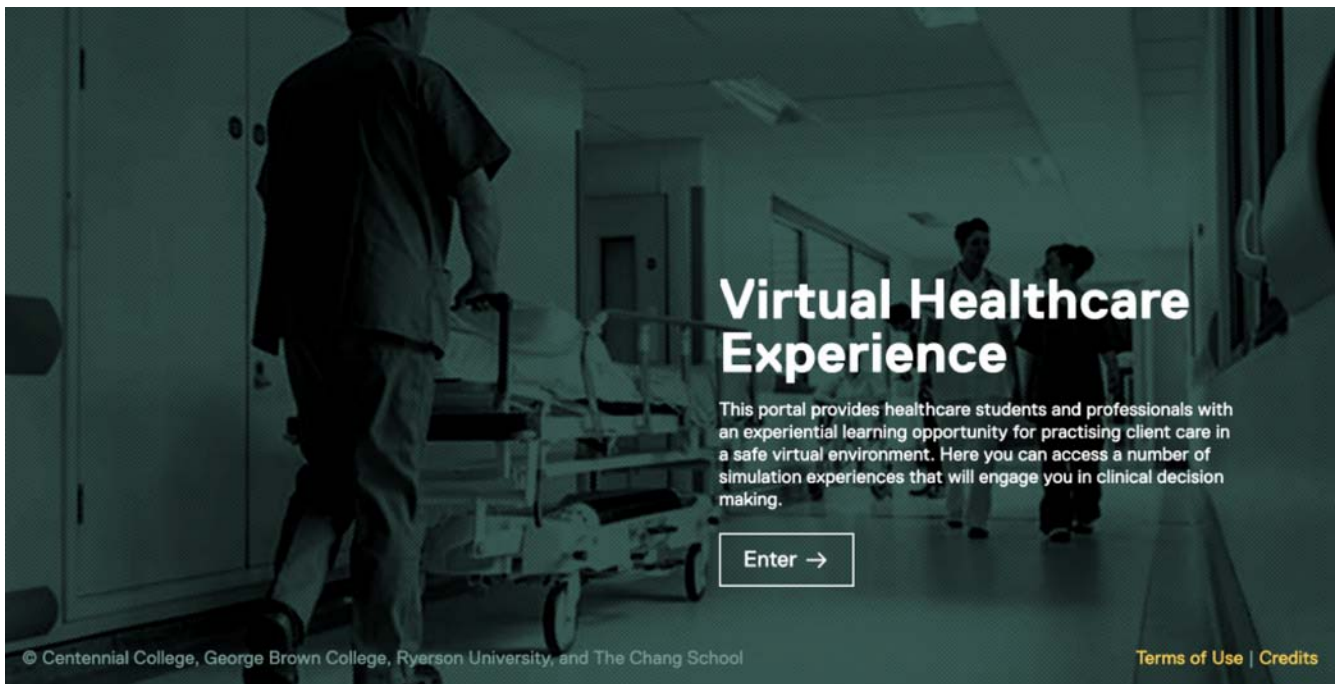 Virtual Healthcare
Experience
This portal provides healthcare students and professionals with
an experiential learning opportunity for practising client care in
a safe virtual environment. Here you can access a number of
simulation experiences that will engage you in clinical decision
making.
Enter →
© Centennial College, George Brown College, Ryerson University, and The Chang School
Terms of Use | Credits